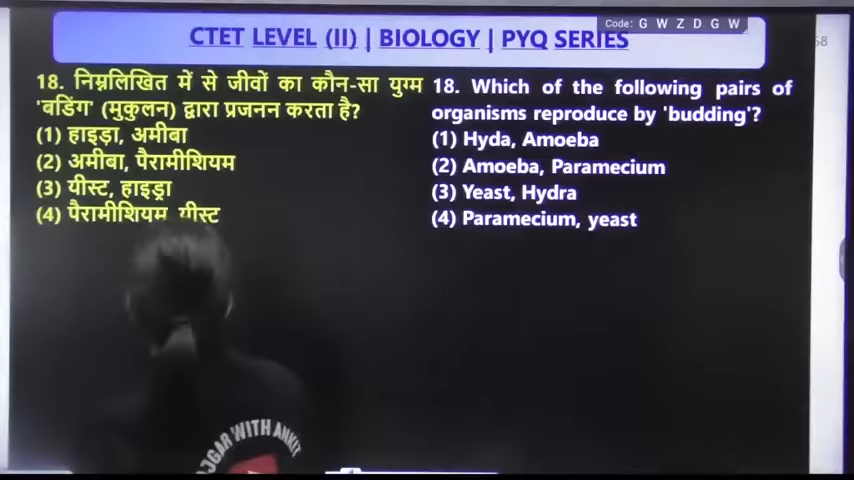 Code: G W Z D G W
CTET LEVEL (II) | BIOLOGY | PYQ SERIES
18. निम्नलिखित में से जीवों का कौन-सा युग्म
'बडिंग' (मुकुलन) द्वारा प्रजनन करता है?
(1) हाइड्रा, अमीबा
(2) अमीबा, पैरामीशियम
(3) यीस्ट, हाइड्रा
(4) पैरामीशियम, यीस्ट
18. Which of the following pairs of
organisms reproduce by 'budding'?
(1) Hyda, Amoeba
(2) Amoeba, Paramecium
(3) Yeast, Hydra
(4) Paramecium, yeast
WITH ANKIT